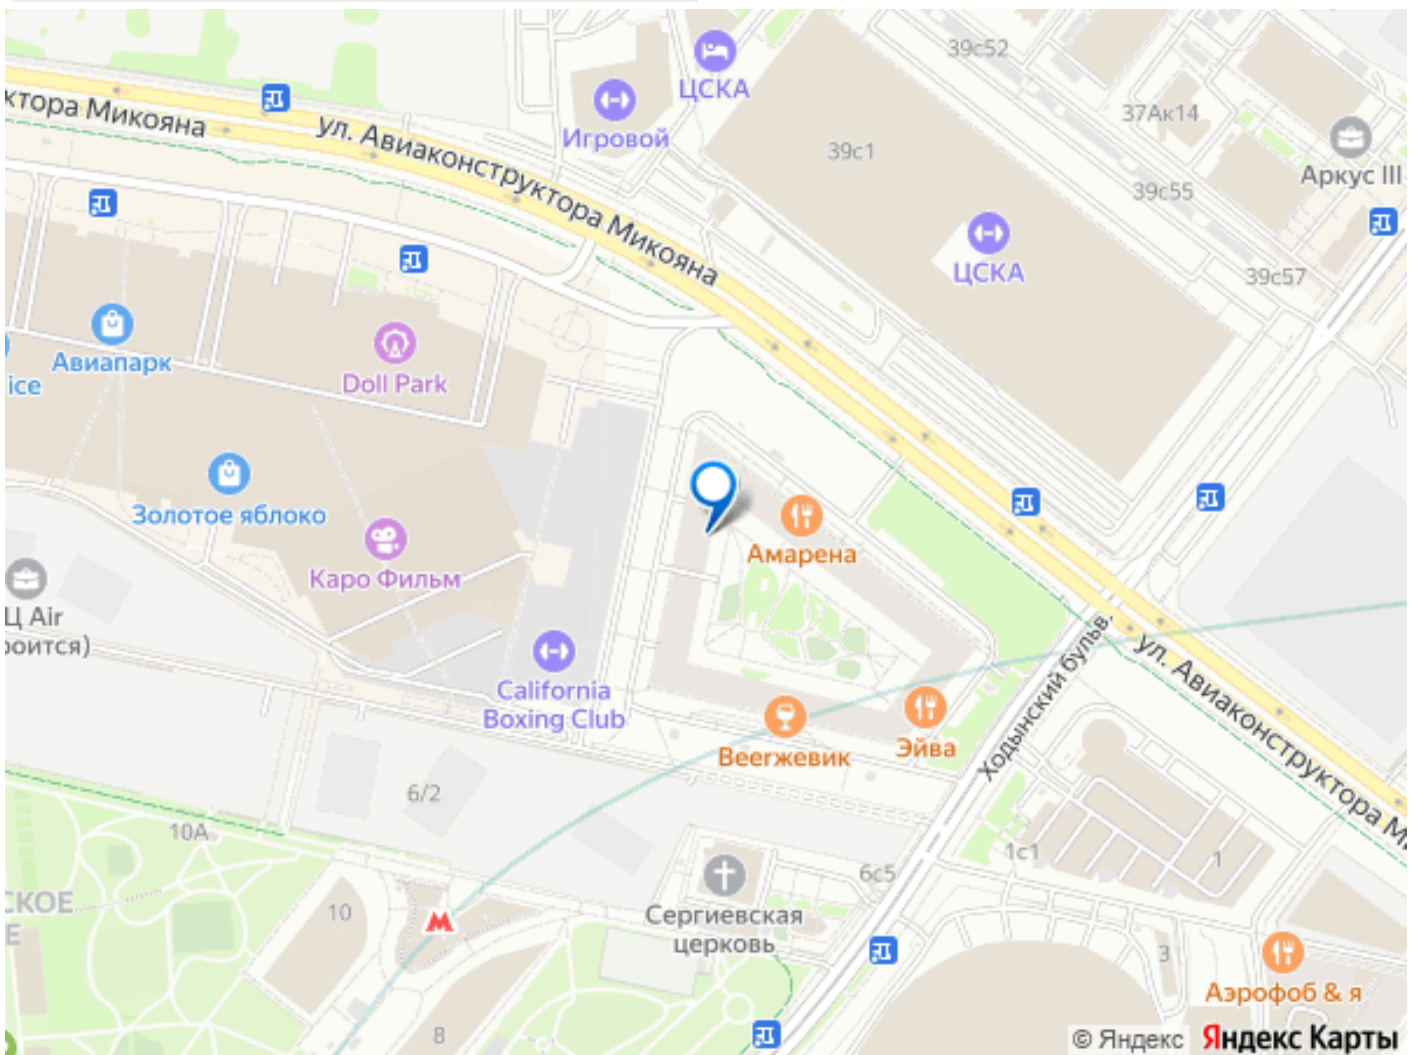 39с52
ЦСКА
37Ак14
ктора Микояна
ул. Авиаконструктора Микояна
Игровой
39с1
Аркус III
39с55
ЦСКА
39с57
Авиапарк
ice
Doll Park
Золотое яблоко
Амарена
Каро Фильм
Ц Air
роится)
ул. Авиаконструктора М
Ходынский бульв.
California
Boxing Club
Веегжевик
Эйва
6/2
10А
1с1
1
6с5
СКОЕ
Е
10
М
Сергиевская
церковь
3
Аэрофоб & я
8
© Яндекс Яндекс Карты